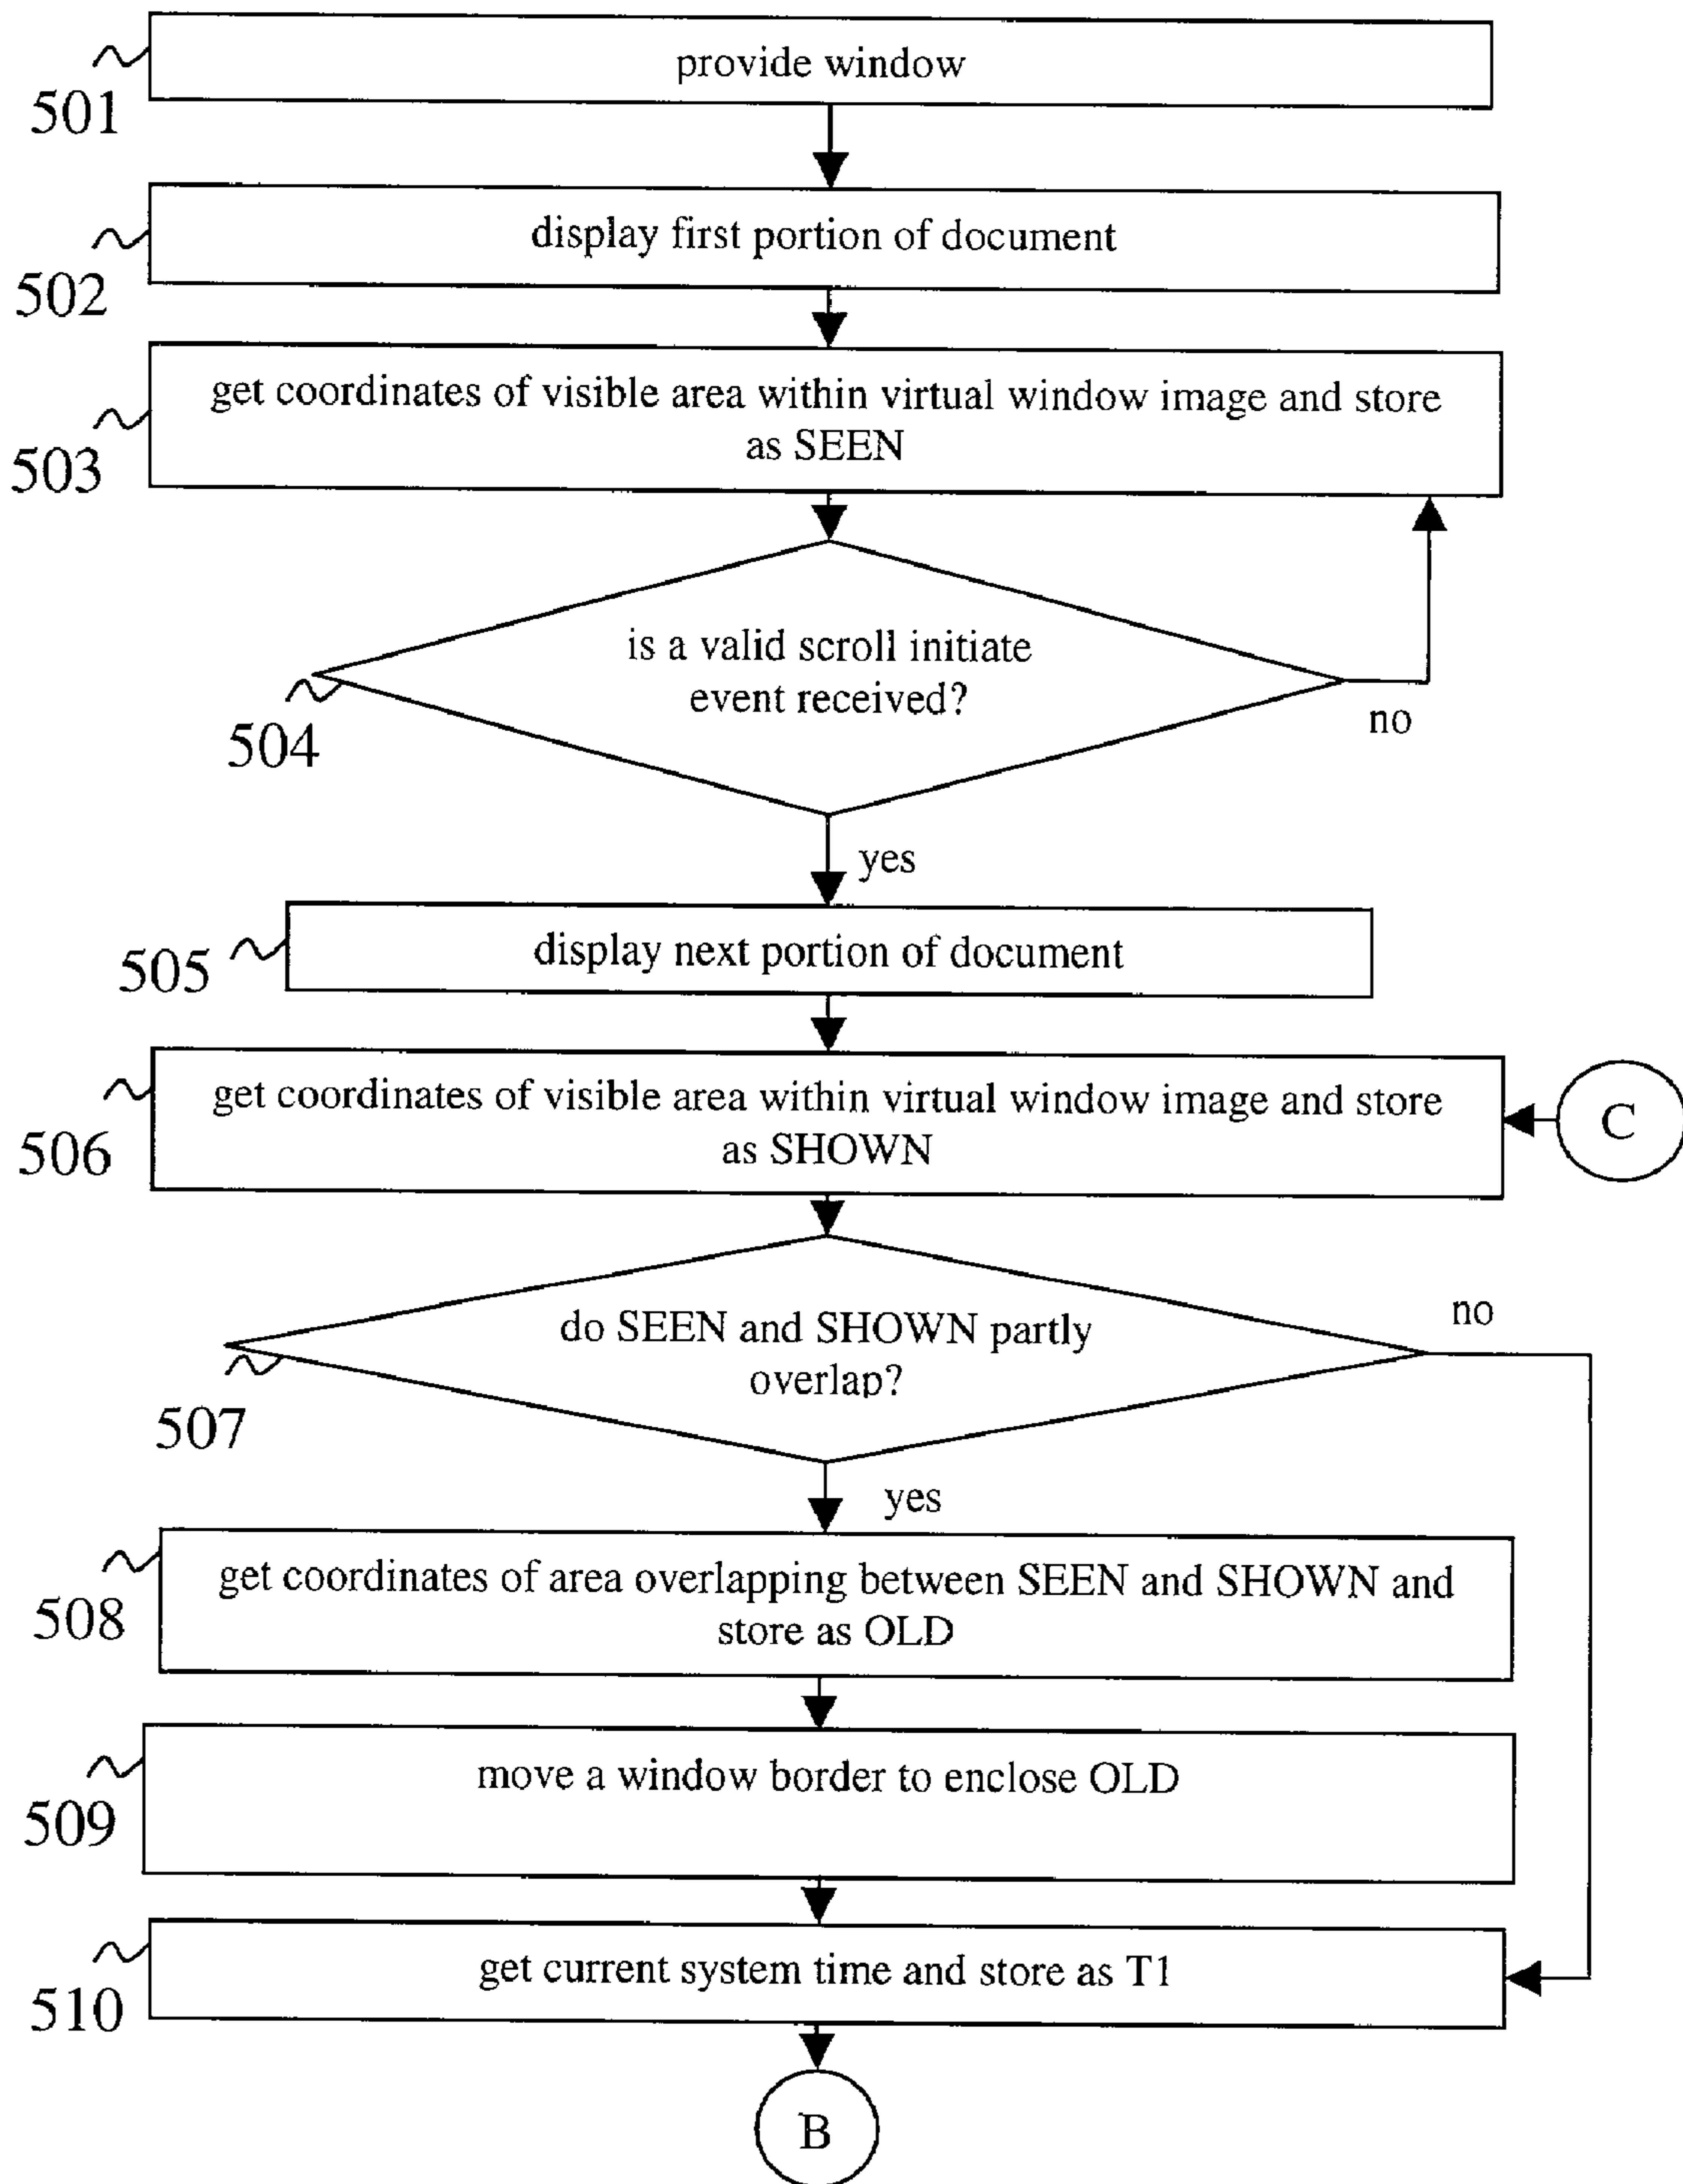 provide window
501
display first portion of document
502
get coordinates of visible area within virtual window image and store
as SEEN
503
is a valid scroll initiate
event received?
504
no
yes
display next portion of document
505
get coordinates of visible area within virtual window image and store
as SHOWN
506
C
do SEEN and SHOWN partly
overlap?
507
no
yes
get coordinates of area overlapping between SEEN and SHOWN and
store as OLD
508
move a window border to enclose OLD
509
get current system time and store as T1
510
B